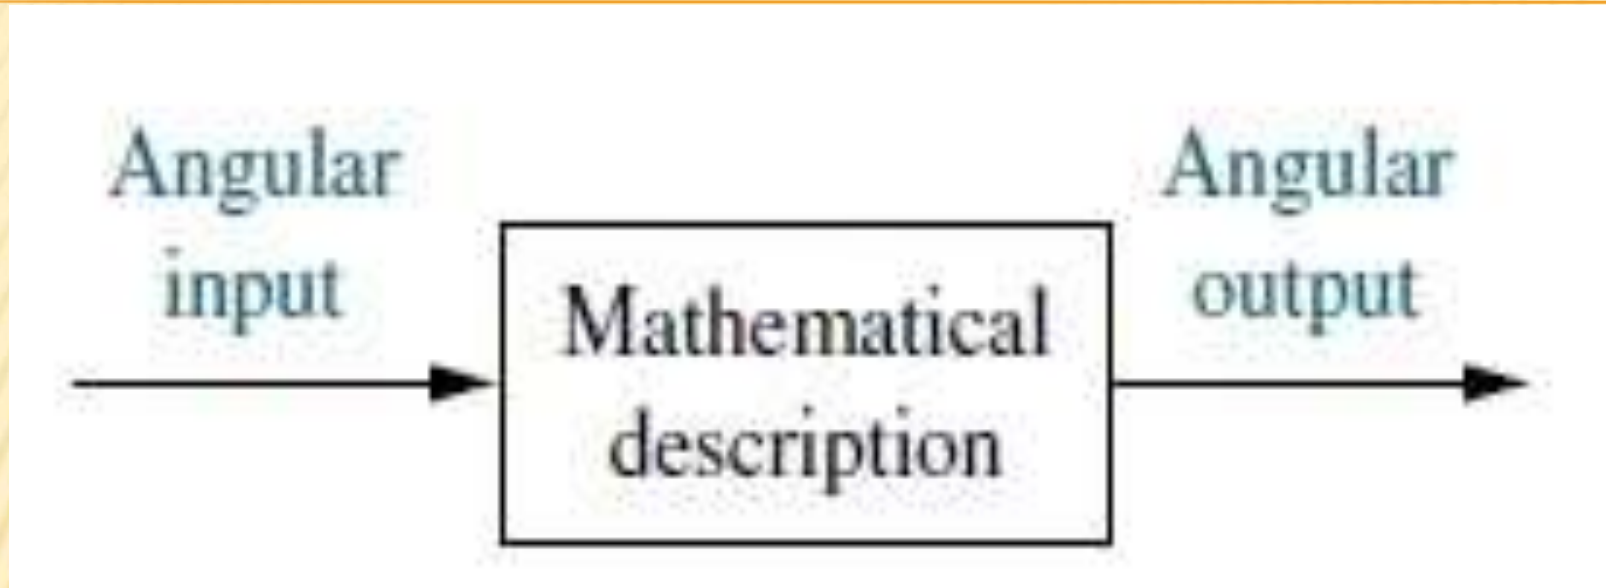 Angular
input
Mathematical
description
Angular
output